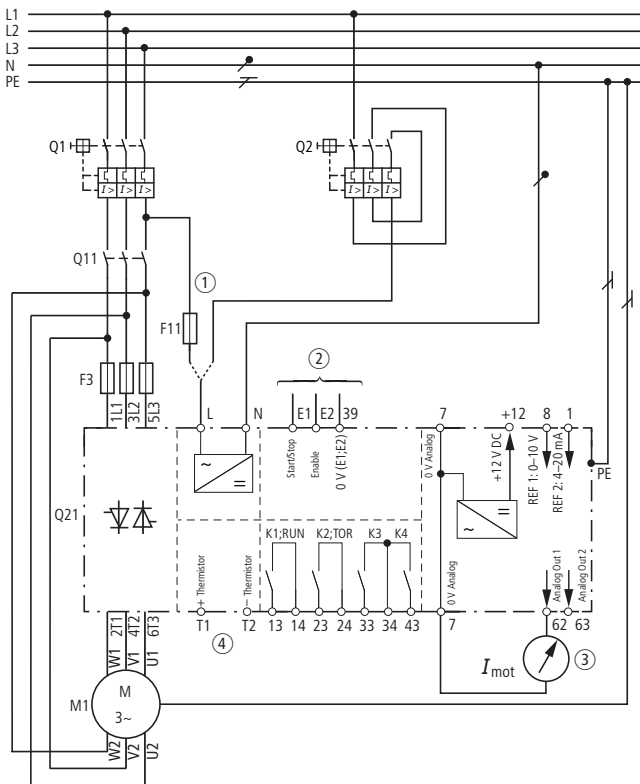 L1
L2
L3
N
PE
Q1
I> I> I>
Q2
I> I> I>
Q11
①
F11
②
F3
1L1
3L2
5L3
L
N
E1
E2
39
7
+12
8
1
Start/Stop
Enable
0 V (E1;E2)
0 V Analog
+12 V DC
REF 1: 0–10 V
REF 2: 4–20 mA
PE
~
=
~
=
Q21
K1;RUN
K2;TOR
K3
K4
+ Thermistor
- Thermistor
0 V Analog
Analog Out 1
Analog Out 2
T1
T2
13
14
23
24
33
34
43
7
62
63
④
2T1
4T2
6T3
W1
V1
U1
M1
M
3~
Imot
③
W2
V2
U2